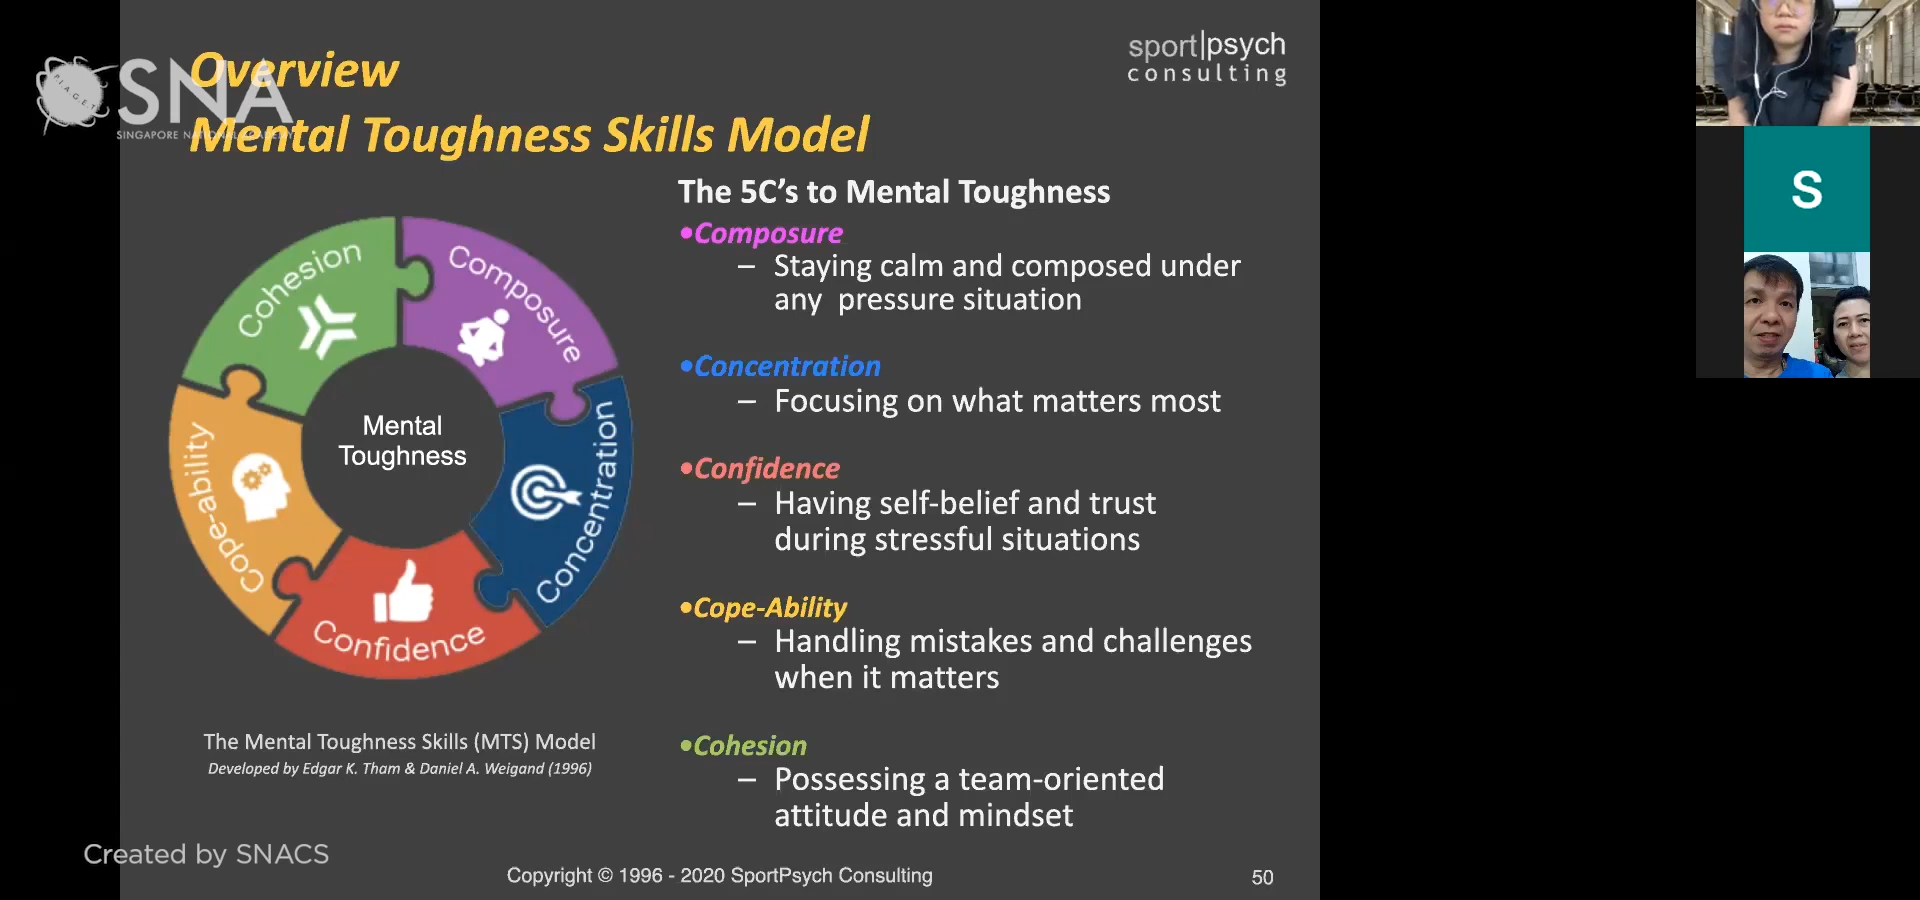 Overview
Mental Toughness Skills Model
SNA
SINGAPORE NATIONAL ACADEMY
P.I.A.G.E.T
sport|psych
consulting
The 5C's to Mental Toughness
•Composure
– Staying calm and composed under
any pressure situation
•Concentration
– Focusing on what matters most
•Confidence
– Having self-belief and trust
during stressful situations
•Cope-Ability
– Handling mistakes and challenges
when it matters
•Cohesion
– Possessing a team-oriented
attitude and mindset
Cohesion
Composure
Concentration
Confidence
Cope-ability
Mental
Toughness
The Mental Toughness Skills (MTS) Model
Developed by Edgar K. Tham & Daniel A. Weigand (1996)
Created by SNACS
Copyright © 1996 - 2020 SportPsych Consulting
50
S